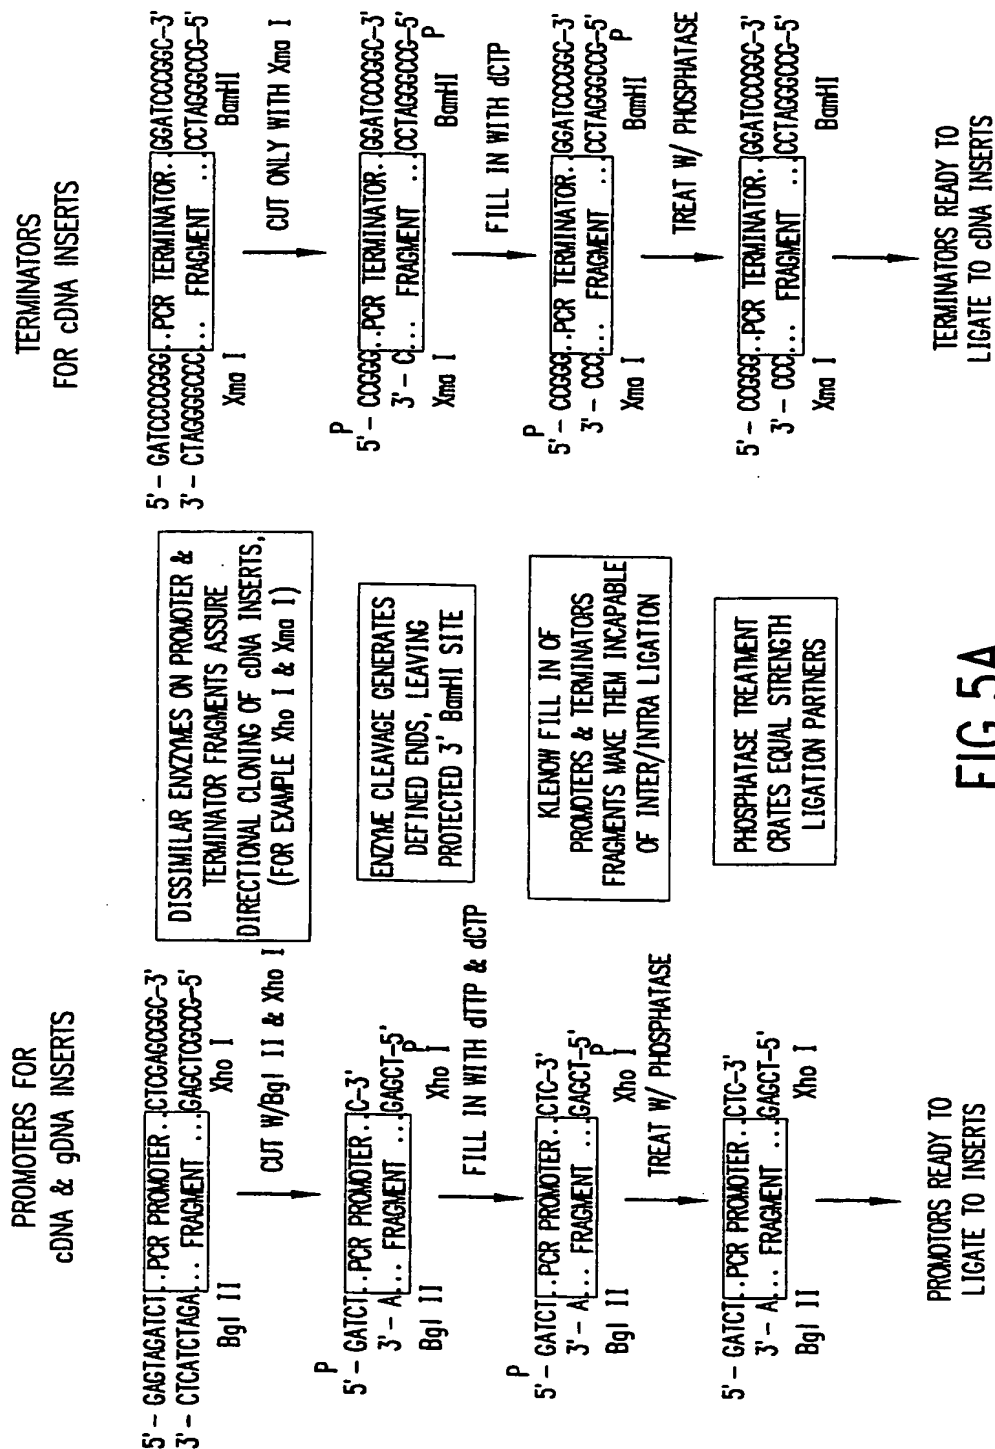 PROMOTERS FOR
cDNA & gDNA INSERTS
5'- GAGTAGATCT..PCR PROMOTER..CTCGAGCGGC-3'
3'- CTCATCTAGA... FRAGMENT ...GAGCTCGCCG-5'
Bgl II Xho I
CUT W/Bgl II & Xho I
P
5'- GATCT..PCR PROMOTER..C-3'
3'- A... FRAGMENT ...GAGCT-5'
P
Bgl II Xho I
FILL IN WITH dTTP & dCTP
P
5'- GATCT..PCR PROMOTER..CTC-3'
3'- A... FRAGMENT ...GAGCT-5'
P
Bgl II Xho I
TREAT W/ PHOSPHATASE
5'- GATCT..PCR PROMOTER..CTC-3'
3'- A... FRAGMENT ...GAGCT-5'
Bgl II Xho I
PROMOTORS READY TO
LIGATE TO INSERTS
DISSIMILAR ENXZYMES ON PROMOTER &
TERMINATOR FRAGMENTS ASSURE
DIRECTIONAL CLONING OF cDNA INSERTS,
(FOR EXAMPLE Xho I & Xma I)
ENZYME CLEAVAGE GENERATES
DEFINED ENDS, LEAVING
PROTECTED 3' BamHI SITE
KLENOW FILL IN OF
PROMOTERS & TERMINATORS
FRAGMENTS MAKE THEM INCAPABLE
OF INTER/INTRA LIGATION
PHOSPHATASE TREATMENT
CRATES EQUAL STRENGTH
LIGATION PARTNERS
TERMINATORS
FOR cDNA INSERTS
5'- GATCCCCGGG..PCR TERMINATOR..GGATCCCGGC-3'
3'- CTAGGGGCCC... FRAGMENT ...CCTAGGGCCG-5'
Xma I BamHI
CUT ONLY WITH Xma I
P
5'- CCGGG..PCR TERMINATOR..GGATCCCGGC-3'
3'- C... FRAGMENT ...CCTAGGGCCG-5'
P
Xma I BamHI
FILL IN WITH dCTP
P
5'- CCGGG..PCR TERMINATOR..GGATCCCGGC-3'
3'- CCC... FRAGMENT ...CCTAGGGCCG-5'
P
Xma I BamHI
TREAT W/ PHOSPHATASE
5'- CCGGG..PCR TERMINATOR..GGATCCCGGC-3'
3'- CCC... FRAGMENT ...CCTAGGGCCG-5'
Xma I BamHI
TERMINATORS READY TO
LIGATE TO cDNA INSERTS
FIG.5A